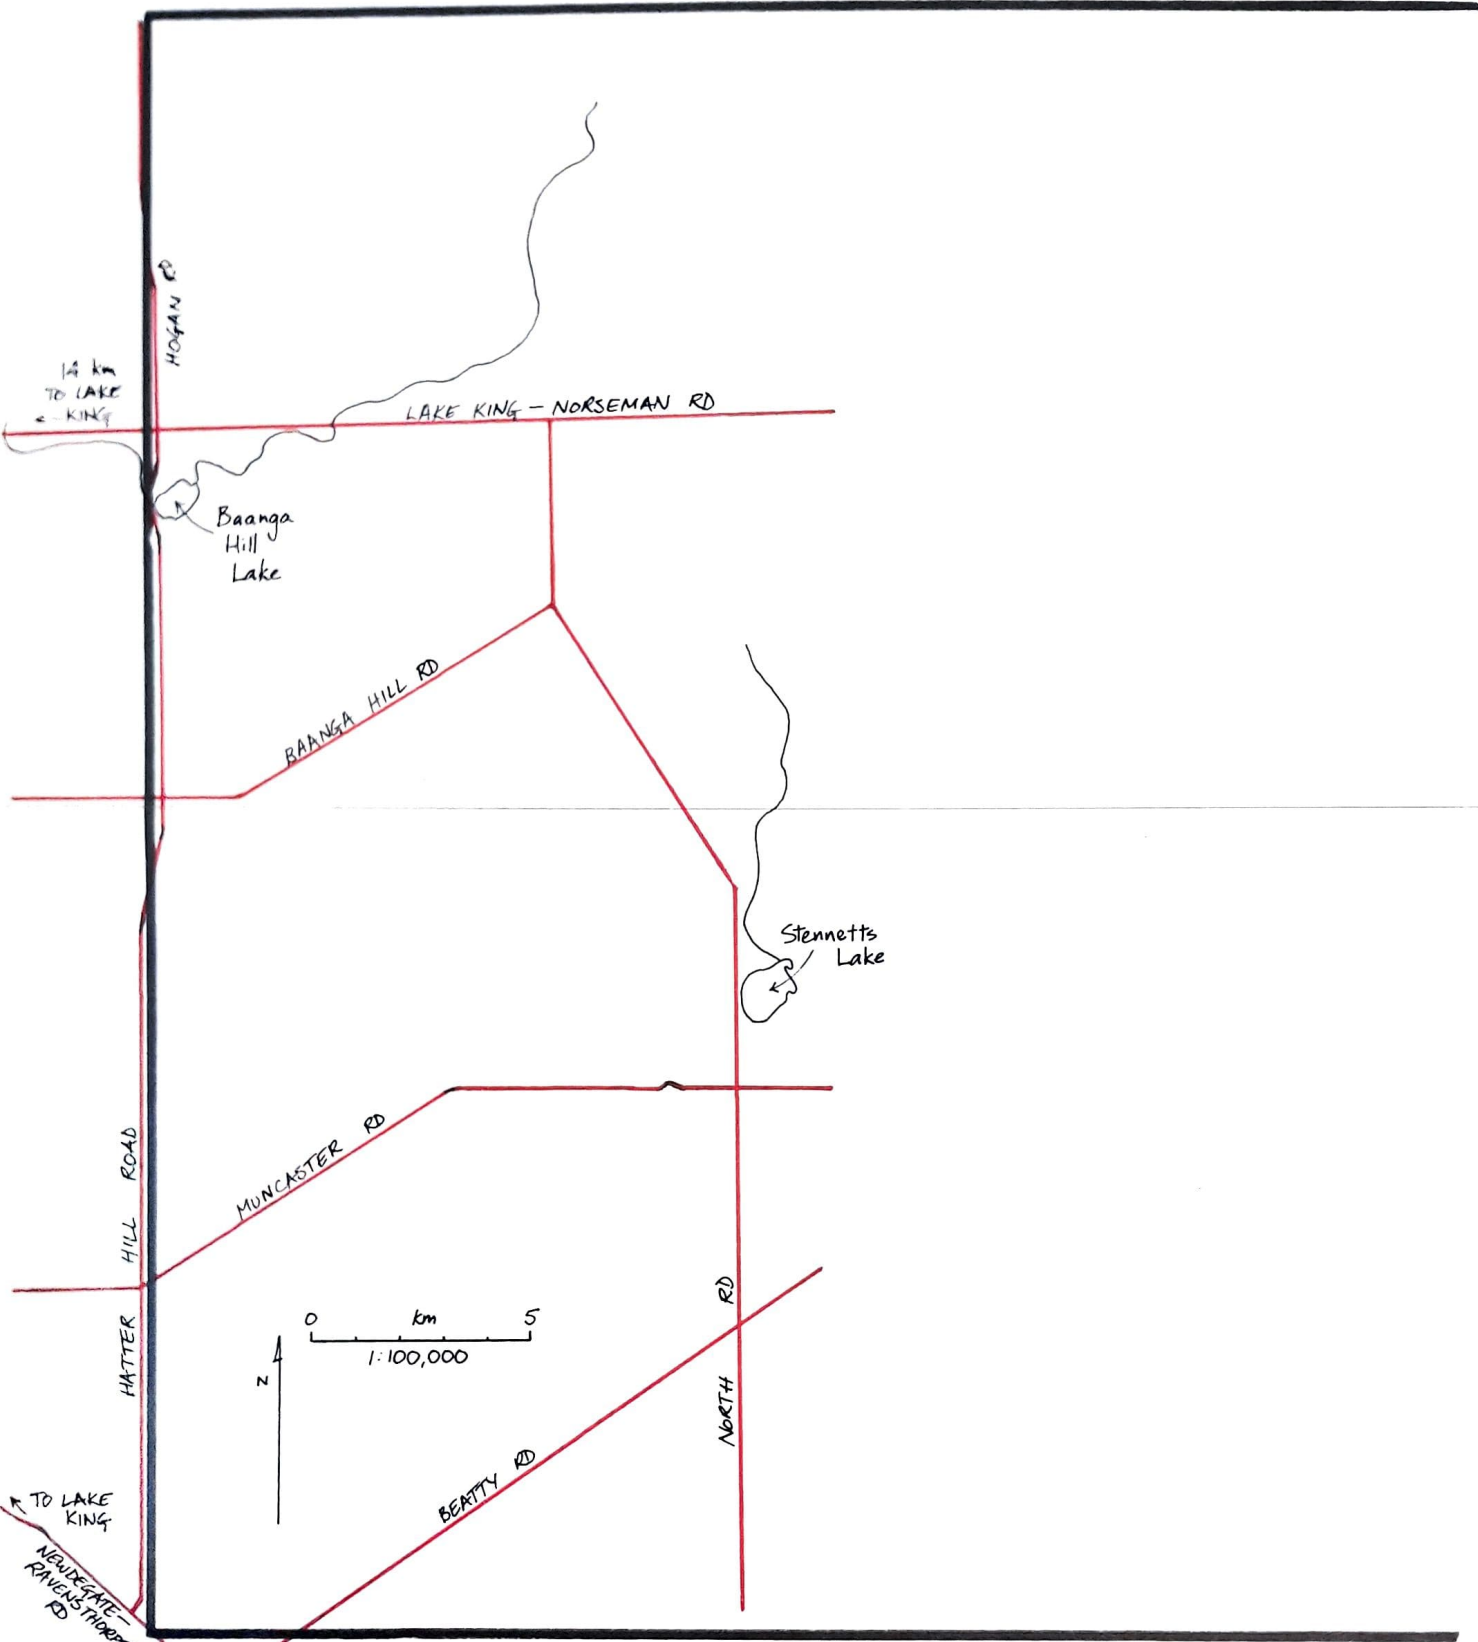 HOGAN RD
14 km
TO LAKE
KING
LAKE KING - NORSEMAN RD
Baanga
Hill
Lake
BAANGA HILL RD
Stennetts
Lake
MUNCASTER RD
HATTER HILL ROAD
0 km 5
1:100,000
N
NORTH RD
BEATTY RD
TO LAKE
KING
NEWDEGATE-
RAVENSTHORPE
RD